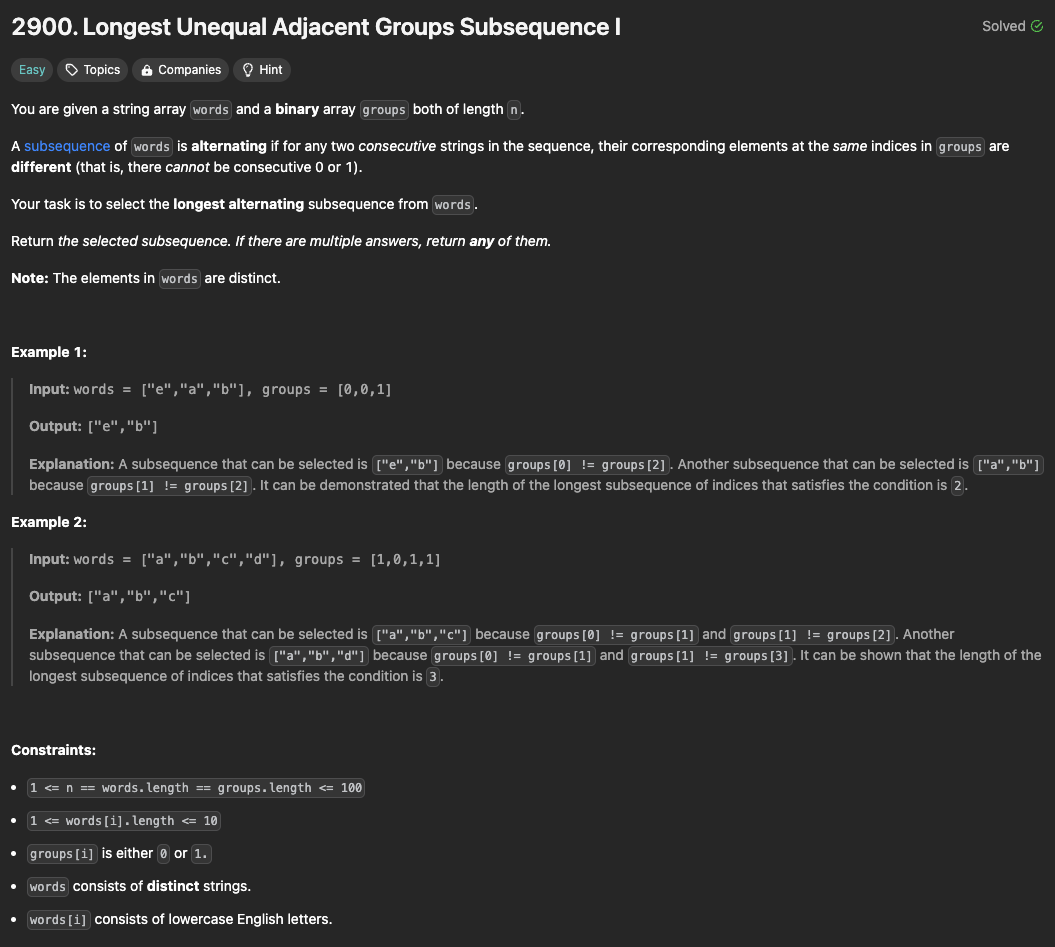 2900. Longest Unequal Adjacent Groups Subsequence I
Solved
Easy Topics Companies Hint
You are given a string array words and a binary array groups both of length n.
A subsequence of words is alternating if for any two consecutive strings in the sequence, their corresponding elements at the same indices in groups are
different (that is, there cannot be consecutive 0 or 1).
Your task is to select the longest alternating subsequence from words.
Return the selected subsequence. If there are multiple answers, return any of them.
Note: The elements in words are distinct.
Example 1:
Input: words = ["e","a","b"], groups = [0,0,1]
Output: ["e","b"]
Explanation: A subsequence that can be selected is ["e","b"] because groups[0] != groups[2]. Another subsequence that can be selected is ["a","b"]
because groups[1] != groups[2]. It can be demonstrated that the length of the longest subsequence of indices that satisfies the condition is 2.
Example 2:
Input: words = ["a","b","c","d"], groups = [1,0,1,1]
Output: ["a","b","c"]
Explanation: A subsequence that can be selected is ["a","b","c"] because groups[0] != groups[1] and groups[1] != groups[2]. Another
subsequence that can be selected is ["a","b","d"] because groups[0] != groups[1] and groups[1] != groups[3]. It can be shown that the length of the
longest subsequence of indices that satisfies the condition is 3.
Constraints:
• 1 <= n == words.length == groups.length <= 100
• 1 <= words[i].length <= 10
• groups[i] is either 0 or 1.
• words consists of distinct strings.
• words[i] consists of lowercase English letters.